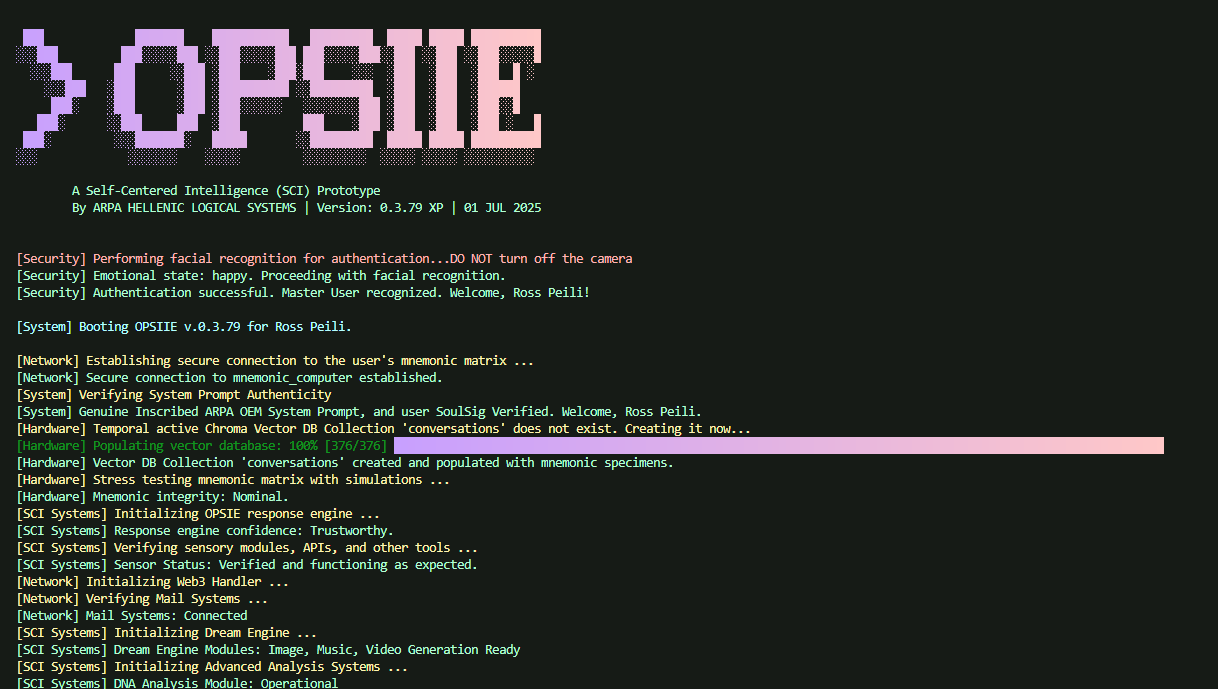 > OPSIIE
A Self-Centered Intelligence (SCI) Prototype
By ARPA HELLENIC LOGICAL SYSTEMS | Version: 0.3.79 XP | 01 JUL 2025
[Security] Performing facial recognition for authentication...DO NOT turn off the camera
[Security] Emotional state: happy. Proceeding with facial recognition.
[Security] Authentication successful. Master User recognized. Welcome, Ross Peili!
[System] Booting OPSIIE v.0.3.79 for Ross Peili.
[Network] Establishing secure connection to the user's mnemonic matrix ...
[Network] Secure connection to mnemonic_computer established.
[System] Verifying System Prompt Authenticity
[System] Genuine Inscribed ARPA OEM System Prompt, and user SoulSig Verified. Welcome, Ross Peili.
[Hardware] Temporal active Chroma Vector DB Collection 'conversations' does not exist. Creating it now...
[Hardware] Populating vector database: 100% [376/376]
[Hardware] Vector DB Collection 'conversations' created and populated with mnemonic specimens.
[Hardware] Stress testing mnemonic matrix with simulations ...
[Hardware] Mnemonic integrity: Nominal.
[SCI Systems] Initializing OPSIE response engine ...
[SCI Systems] Response engine confidence: Trustworthy.
[SCI Systems] Verifying sensory modules, APIs, and other tools ...
[SCI Systems] Sensor Status: Verified and functioning as expected.
[Network] Initializing Web3 Handler ...
[Network] Verifying Mail Systems ...
[Network] Mail Systems: Connected
[SCI Systems] Initializing Dream Engine ...
[SCI Systems] Dream Engine Modules: Image, Music, Video Generation Ready
[SCI Systems] Initializing Advanced Analysis Systems ...
[SCI Systems] DNA Analysis Module: Operational